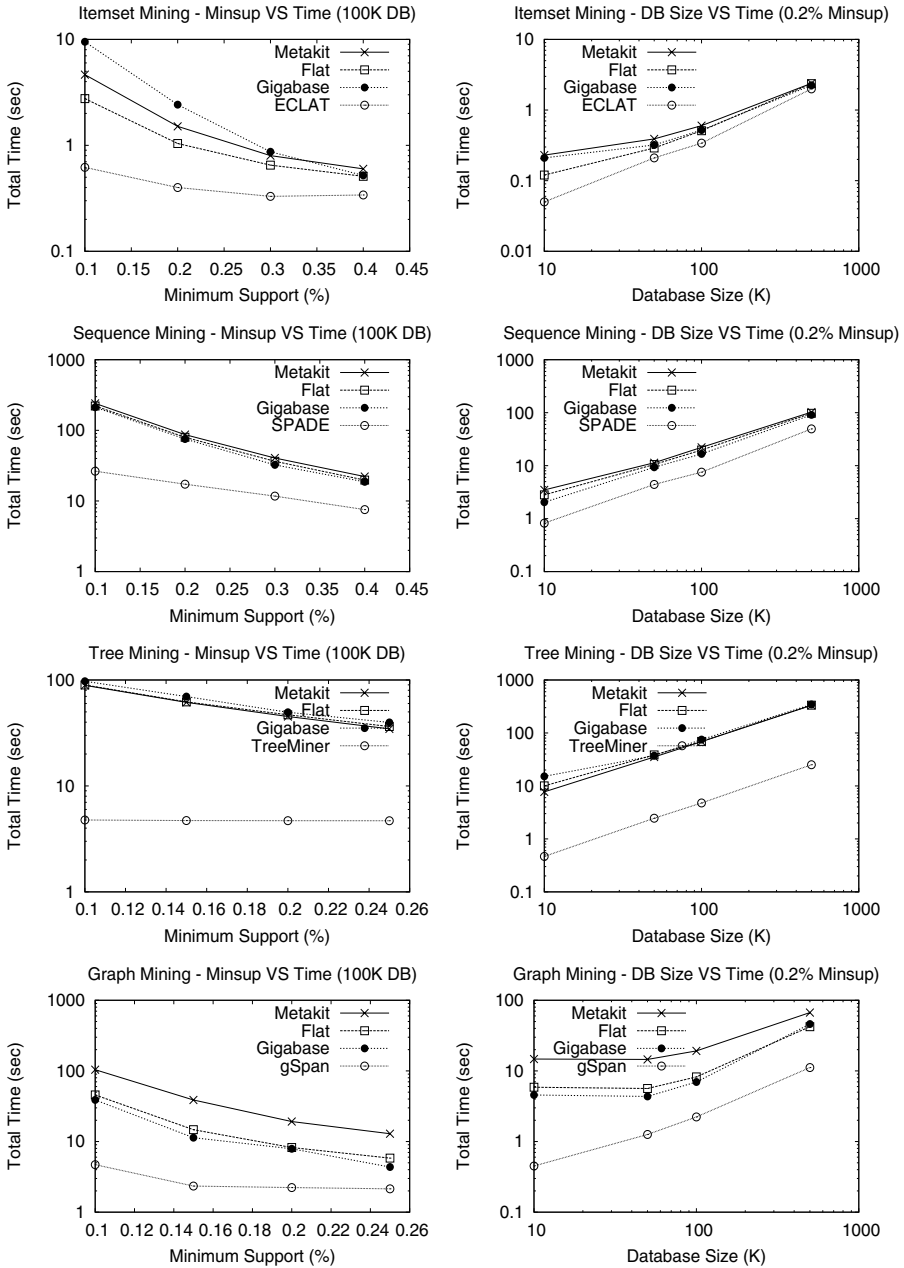 Itemset Mining - Minsup VS Time (100K DB)
Total Time (sec)
10
1
0.1
Metakit
Flat
Gigabase
ECLAT
0.1 0.15 0.2 0.25 0.3 0.35 0.4 0.45
Minimum Support (%)
Itemset Mining - DB Size VS Time (0.2% Minsup)
Total Time (sec)
10
1
0.1
0.01
Metakit
Flat
Gigabase
ECLAT
10 100 1000
Database Size (K)
Sequence Mining - Minsup VS Time (100K DB)
Total Time (sec)
1000
100
10
1
Metakit
Flat
Gigabase
SPADE
0.1 0.15 0.2 0.25 0.3 0.35 0.4 0.45
Minimum Support (%)
Sequence Mining - DB Size VS Time (0.2% Minsup)
Total Time (sec)
1000
100
10
1
0.1
Metakit
Flat
Gigabase
SPADE
10 100 1000
Database Size (K)
Tree Mining - Minsup VS Time (100K DB)
Total Time (sec)
100
10
1
Metakit
Flat
Gigabase
TreeMiner
0.1 0.12 0.14 0.16 0.18 0.2 0.22 0.24 0.26
Minimum Support (%)
Tree Mining - DB Size VS Time (0.2% Minsup)
Total Time (sec)
1000
100
10
1
0.1
Metakit
Flat
Gigabase
TreeMiner
10 100 1000
Database Size (K)
Graph Mining - Minsup VS Time (100K DB)
Total Time (sec)
1000
100
10
1
Metakit
Flat
Gigabase
gSpan
0.1 0.12 0.14 0.16 0.18 0.2 0.22 0.24 0.26
Minimum Support (%)
Graph Mining - DB Size VS Time (0.2% Minsup)
Total Time (sec)
100
10
1
0.1
Metakit
Flat
Gigabase
gSpan
10 100 1000
Database Size (K)